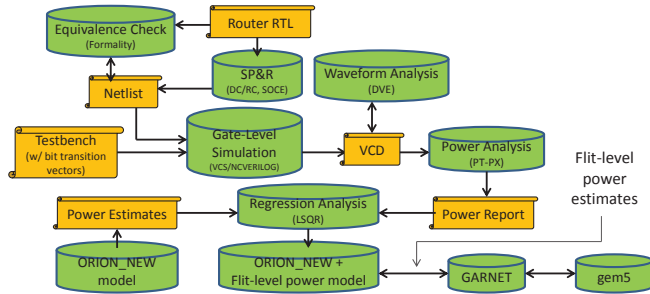 Router RTL
Equivalence Check
(Formality)
SP&R
(DC/RC, SOCE)
Waveform Analysis
(DVE)
Netlist
Testbench
(w/ bit transition
vectors)
Gate-Level
Simulation
(VCS/NCVERILOG)
VCD
Power Analysis
(PT-PX)
Flit-level
power
estimates
Power Estimates
Regression Analysis
(LSQR)
Power Report
ORION_NEW
model
ORION_NEW +
Flit-level power model
GARNET
gem5